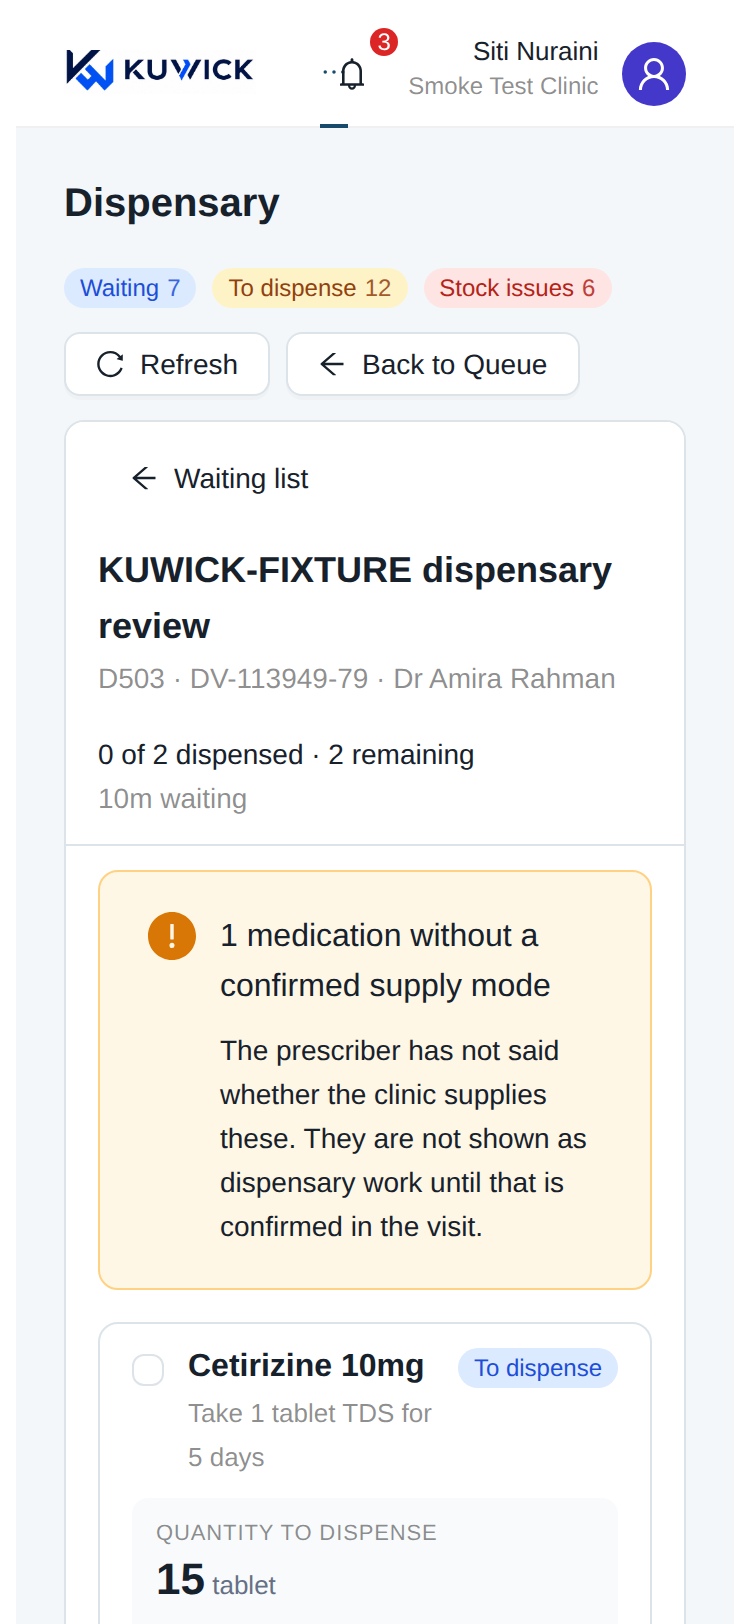 KUWICK
3
Siti Nuraini
Smoke Test Clinic
Dispensary
Waiting 7
To dispense 12
Stock issues 6
Refresh
Back to Queue
Waiting list
KUWICK-FIXTURE dispensary
review
D503 · DV-113949-79 · Dr Amira Rahman
0 of 2 dispensed · 2 remaining
10m waiting
1 medication without a
confirmed supply mode
The prescriber has not said
whether the clinic supplies
these. They are not shown as
dispensary work until that is
confirmed in the visit.
Cetirizine 10mg
To dispense
Take 1 tablet TDS for
5 days
QUANTITY TO DISPENSE
15 tablet